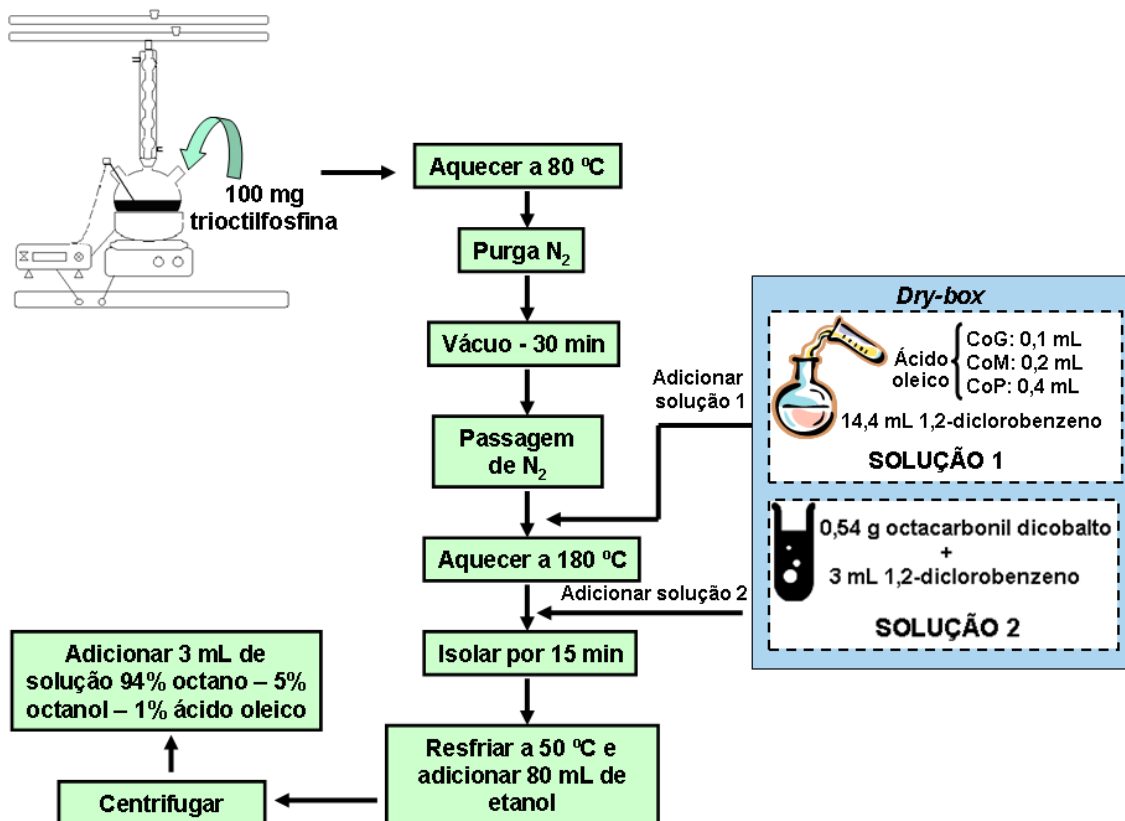 100 mg
trioctilfosfina
Aquecer a 80 ºC
Purga N₂
Vácuo - 30 min
Passagem
de N₂
Adicionar
solução 1
Dry-box
Ácido
oleico
CoG: 0,1 mL
CoM: 0,2 mL
CoP: 0,4 mL
14,4 mL 1,2-diclorobenzeno
SOLUÇÃO 1
Aquecer a 180 ºC
Adicionar solução 2
0,54 g octacarbonil dicobalto
+
3 mL 1,2-diclorobenzeno
SOLUÇÃO 2
Isolar por 15 min
Resfriar a 50 ºC e
adicionar 80 mL de
etanol
Centrifugar
Adicionar 3 mL de
solução 94% octano – 5%
octanol – 1% ácido oleico